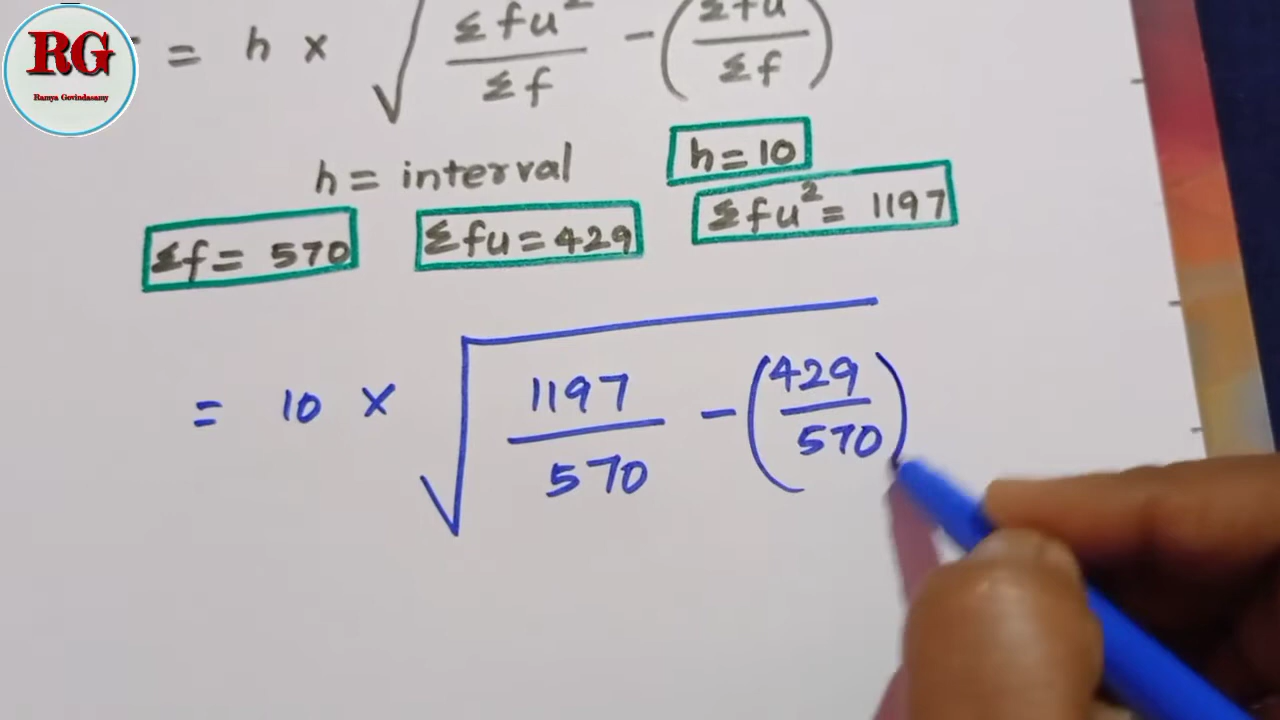 RG
Ramya Govindasamy
= h × √ Σfu² / Σf - (Σfu / Σf)
h = interval
h = 10
Σf = 570
Σfu = 429
Σfu² = 1197
= 10 × √ 1197 / 570 - (429 / 570)